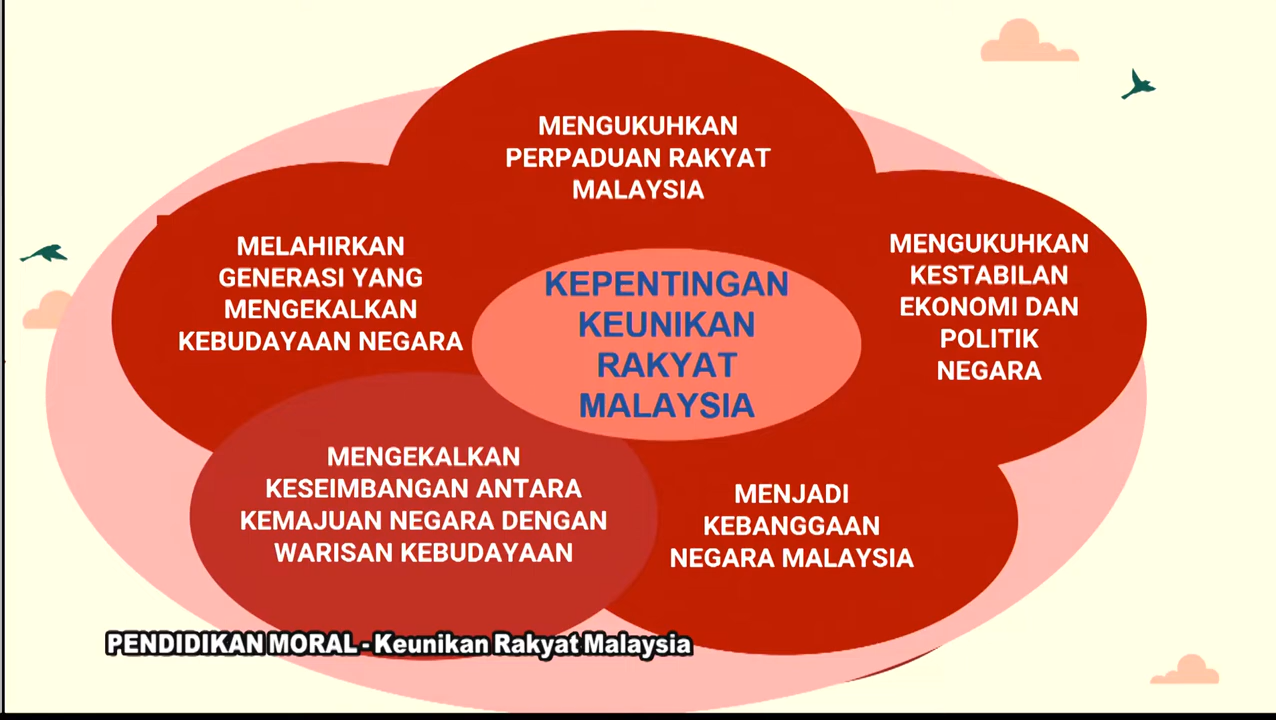 MENGUKUHKAN
PERPADUAN RAKYAT
MALAYSIA
MELAHIRKAN
GENERASI YANG
MENGEKALKAN
KEBUDAYAAN NEGARA
KEPENTINGAN
KEUNIKAN
RAKYAT
MALAYSIA
MENGUKUHKAN
KESTABILAN
EKONOMI DAN
POLITIK
NEGARA
MENGEKALKAN
KESEIMBANGAN ANTARA
KEMAJUAN NEGARA DENGAN
WARISAN KEBUDAYAAN
MENJADI
KEBANGGAAN
NEGARA MALAYSIA
PENDIDIKAN MORAL - Keunikan Rakyat Malaysia